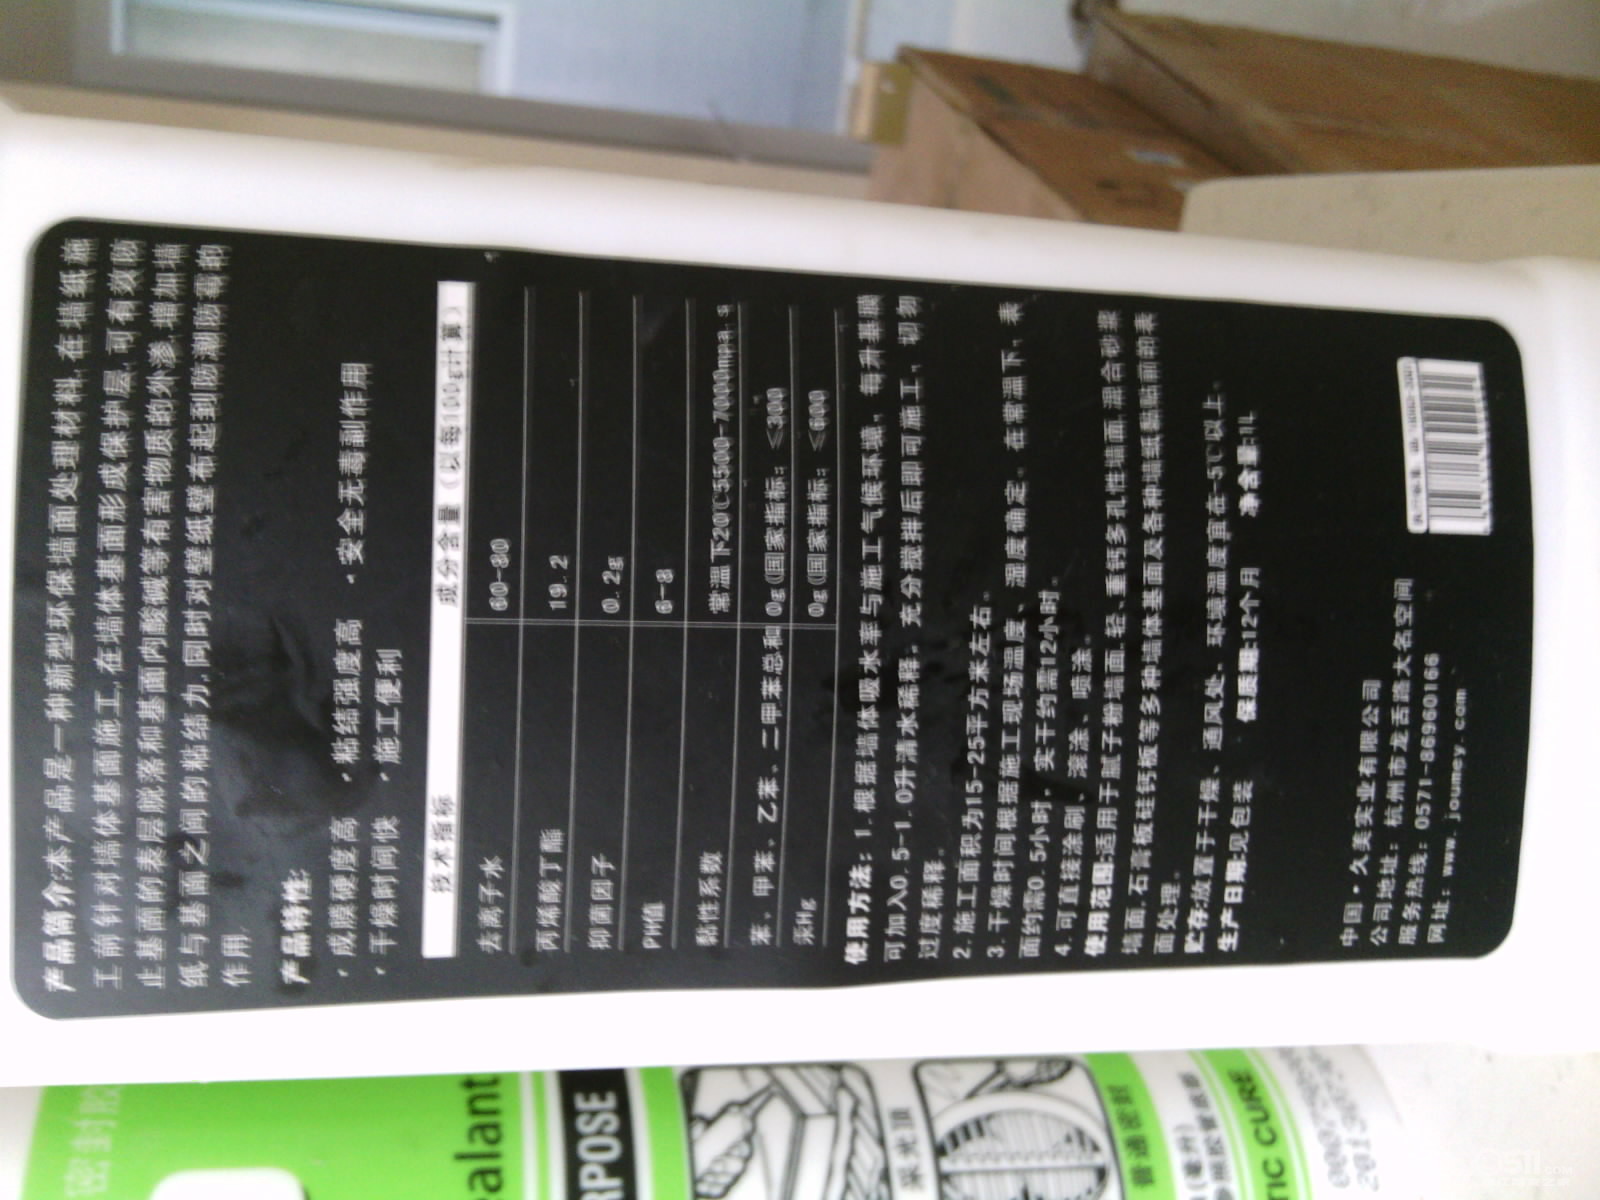 产品简介:本产品是一种新型环保墙面处理材料,在墙纸施
工前针对墙体基面施工,在墙体基面形成保护层,可有效防
止基面的表层脱落和基面内酸碱等有害物质的外渗,增加墙
纸与基面之间的粘结力,同时对壁纸壁布起到防潮防霉的
作用.
产品特性:
·成膜硬度高 ·粘结强度高 ·安全无毒副作用
·干燥时间快 ·施工便利
技术指标 成分含量(以每100g计算)
去离子水 60-80
丙烯酸丁酯 19.2
抑菌因子 0.2g
PH值 6-8
黏性系数 常温下20℃5500-7000mpa.s
苯、甲苯、乙苯、二甲苯总和 0g(国家指标:≤300
汞Hg 0g(国家指标:≤600
使用方法:1.根据墙体吸水率与施工气候环境,每升基膜
可加入0.5-1.0升清水稀释,充分搅拌后即可施工,切勿
过度稀释。
2.施工面积为15-25平方米左右。
3.干燥时间根据施工现场温度、湿度确定。在常温下,表
面约需0.5小时,实干约需12小时。
4.可直接涂刷、滚涂、喷涂。
使用范围:适用于腻子粉墙面,轻、重钙多孔性墙面,混合砂浆
墙面,石膏板硅钙板等多种墙体基面及各种墙纸黏贴前的表
面处理。
贮存:放置于干燥、通风处、环境温度宜在-5℃以上.
生产日期:见包装 保质期:12个月 净含量:1L
中国·久美实业有限公司
公司地址:杭州市龙舌路大名空间
服务热线:0571-86960166
网址:www.joumey.com
密封胶
ealant
RPOSE
采光顶
普通密封
TIC CURE